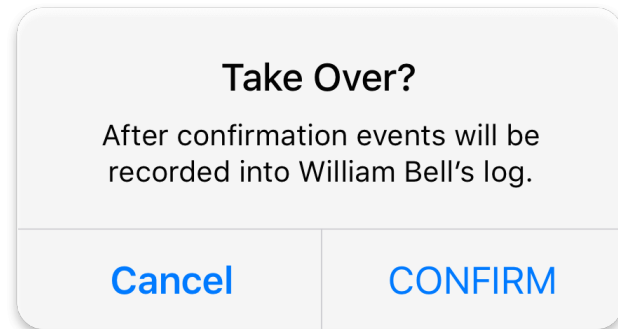 Take Over?
After confirmation events will be
recorded into William Bell’s log.
Cancel
CONFIRM